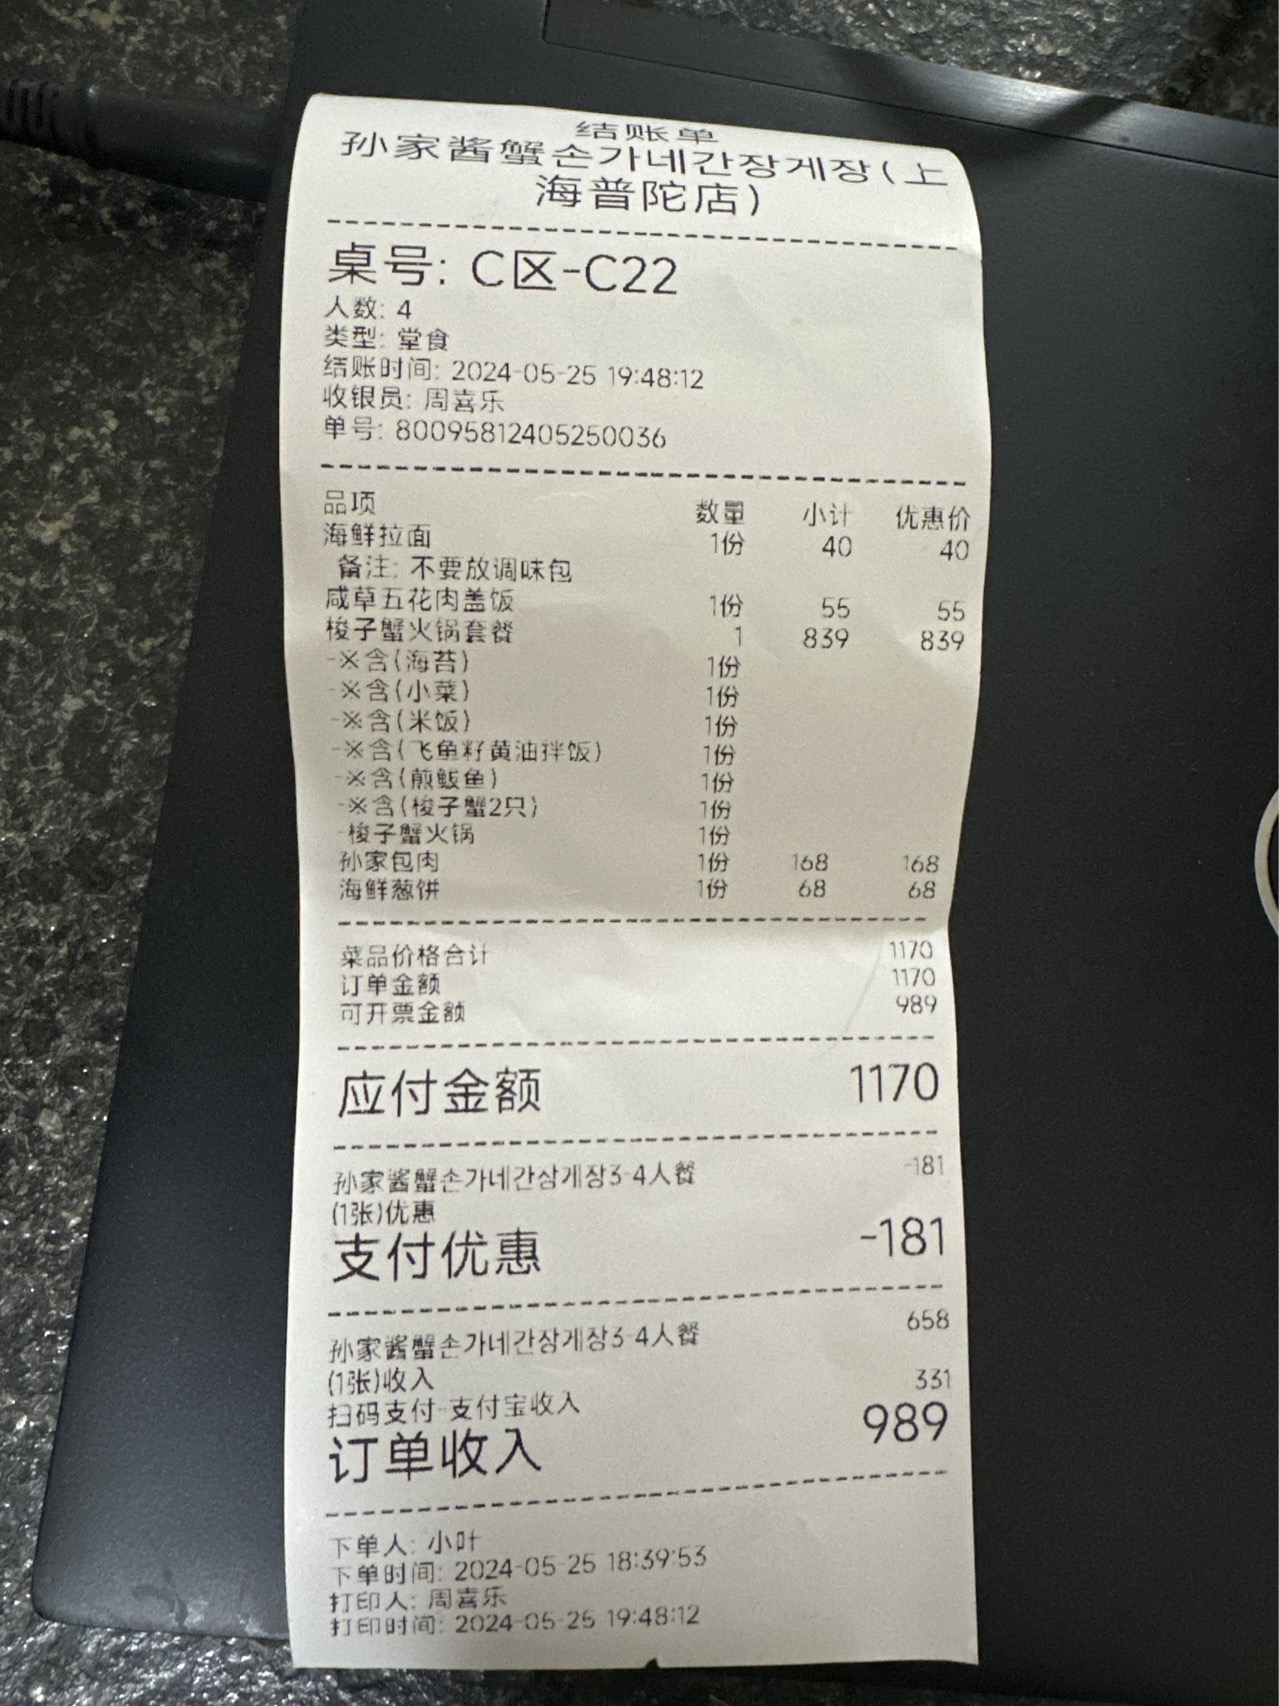 结账单
孙家酱蟹손가네간장게장(上
海普陀店)
桌号: C区-C22
人数: 4
类型: 堂食
结账时间: 2024-05-25 19:48:12
收银员: 周喜乐
单号: 80095812405250036
品项 数量 小计 优惠价
海鲜拉面 1份 40 40
备注: 不要放调味包
咸草五花肉盖饭 1份 55 55
梭子蟹火锅套餐 1 839 839
-※含(海苔) 1份
-※含(小菜) 1份
-※含(米饭) 1份
-※含(飞鱼籽黄油拌饭) 1份
-※含(煎鲅鱼) 1份
-※含(梭子蟹2只) 1份
-梭子蟹火锅 1份
孙家包肉 1份 168 168
海鲜葱饼 1份 68 68
菜品价格合计 1170
订单金额 1170
可开票金额 989
应付金额 1170
孙家酱蟹손가네간장게장3-4人餐 -181
(1张)优惠
支付优惠 -181
孙家酱蟹손가네간장게장3-4人餐 658
(1张)收入
扫码支付-支付宝收入 331
订单收入 989
下单人: 小叶
下单时间: 2024-05-25 18:39:53
打印人: 周喜乐
打印时间: 2024-05-25 19:48:12